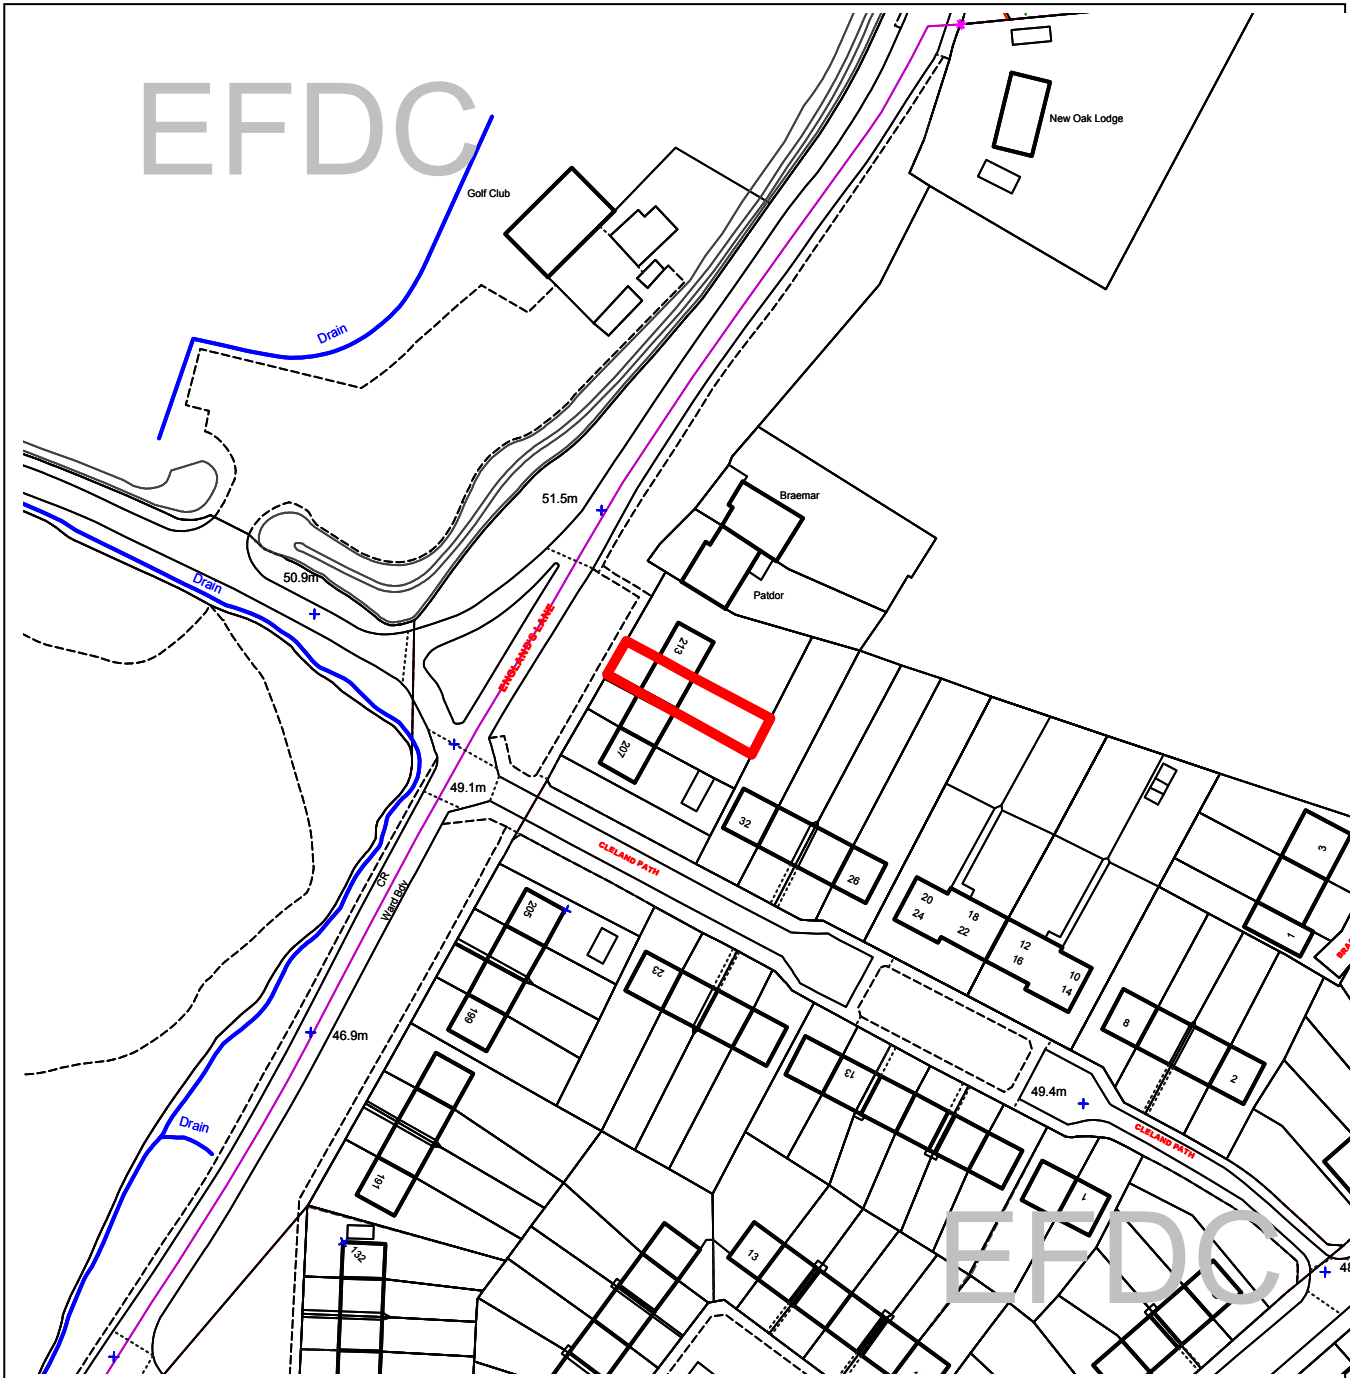 EFDC
New Oak Lodge
Golf Club
Drain
51.5m
Braemar
Drain
50.9m
Patdor
ENGLAND'S LANE
213
207
49.1m
CLELAND PATH
32
26
3
CR
Ward Bdy
205
20
24
18
22
12
16
10
14
1
23
199
46.9m
8
2
13
49.4m
Drain
CLELAND PATH
191
1
132
13
EFDC